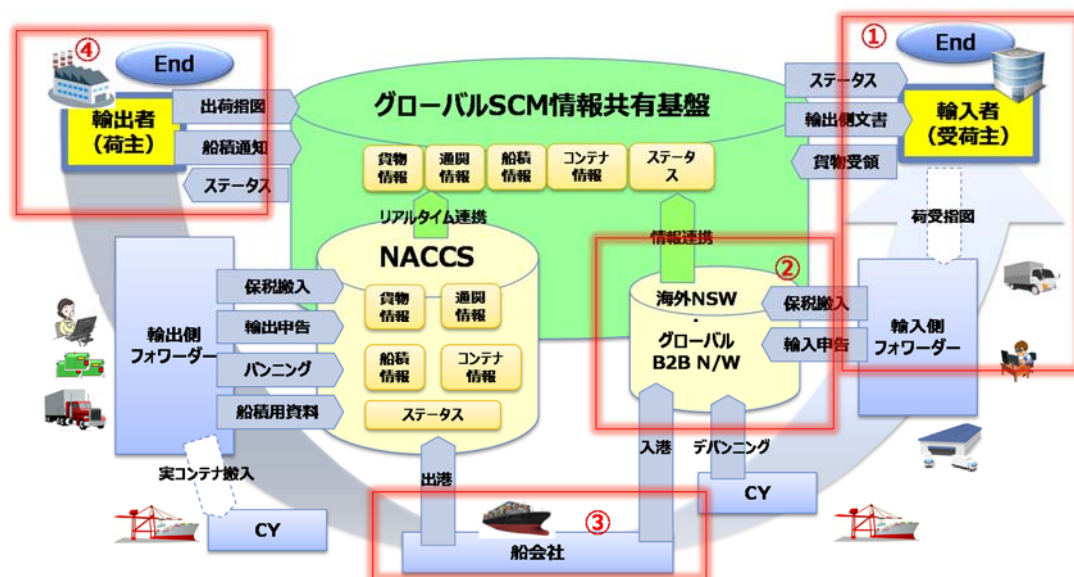 ④
End
輸出者
(荷主)
出荷指図
船積通知
ステータス
グローバルSCM情報共有基盤
貨物
情報
通関
情報
船積
情報
コンテナ
情報
ステータ
ス
①
End
輸入者
(受荷主)
ステータス
輸出側文書
貨物受領
荷受指図
リアルタイム連携
情報連携
NACCS
貨物
情報
通関
情報
船積
情報
コンテナ
情報
ステータス
輸出側
フォワーダー
保税搬入
輸出申告
バンニング
船積用資料
②
海外NSW
・
グローバル
B2B N/W
保税搬入
輸入申告
輸入側
フォワーダー
実コンテナ搬入
CY
出港
入港
デバンニング
CY
③
船会社